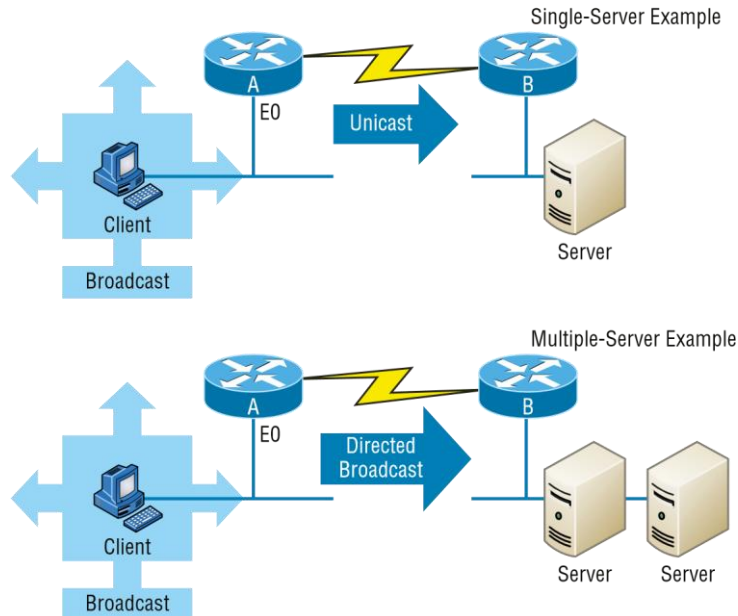 Single-Server Example
A
B
E0
Unicast
Client
Server
Broadcast
Multiple-Server Example
A
B
E0
Directed
Broadcast
Client
Server
Server
Broadcast